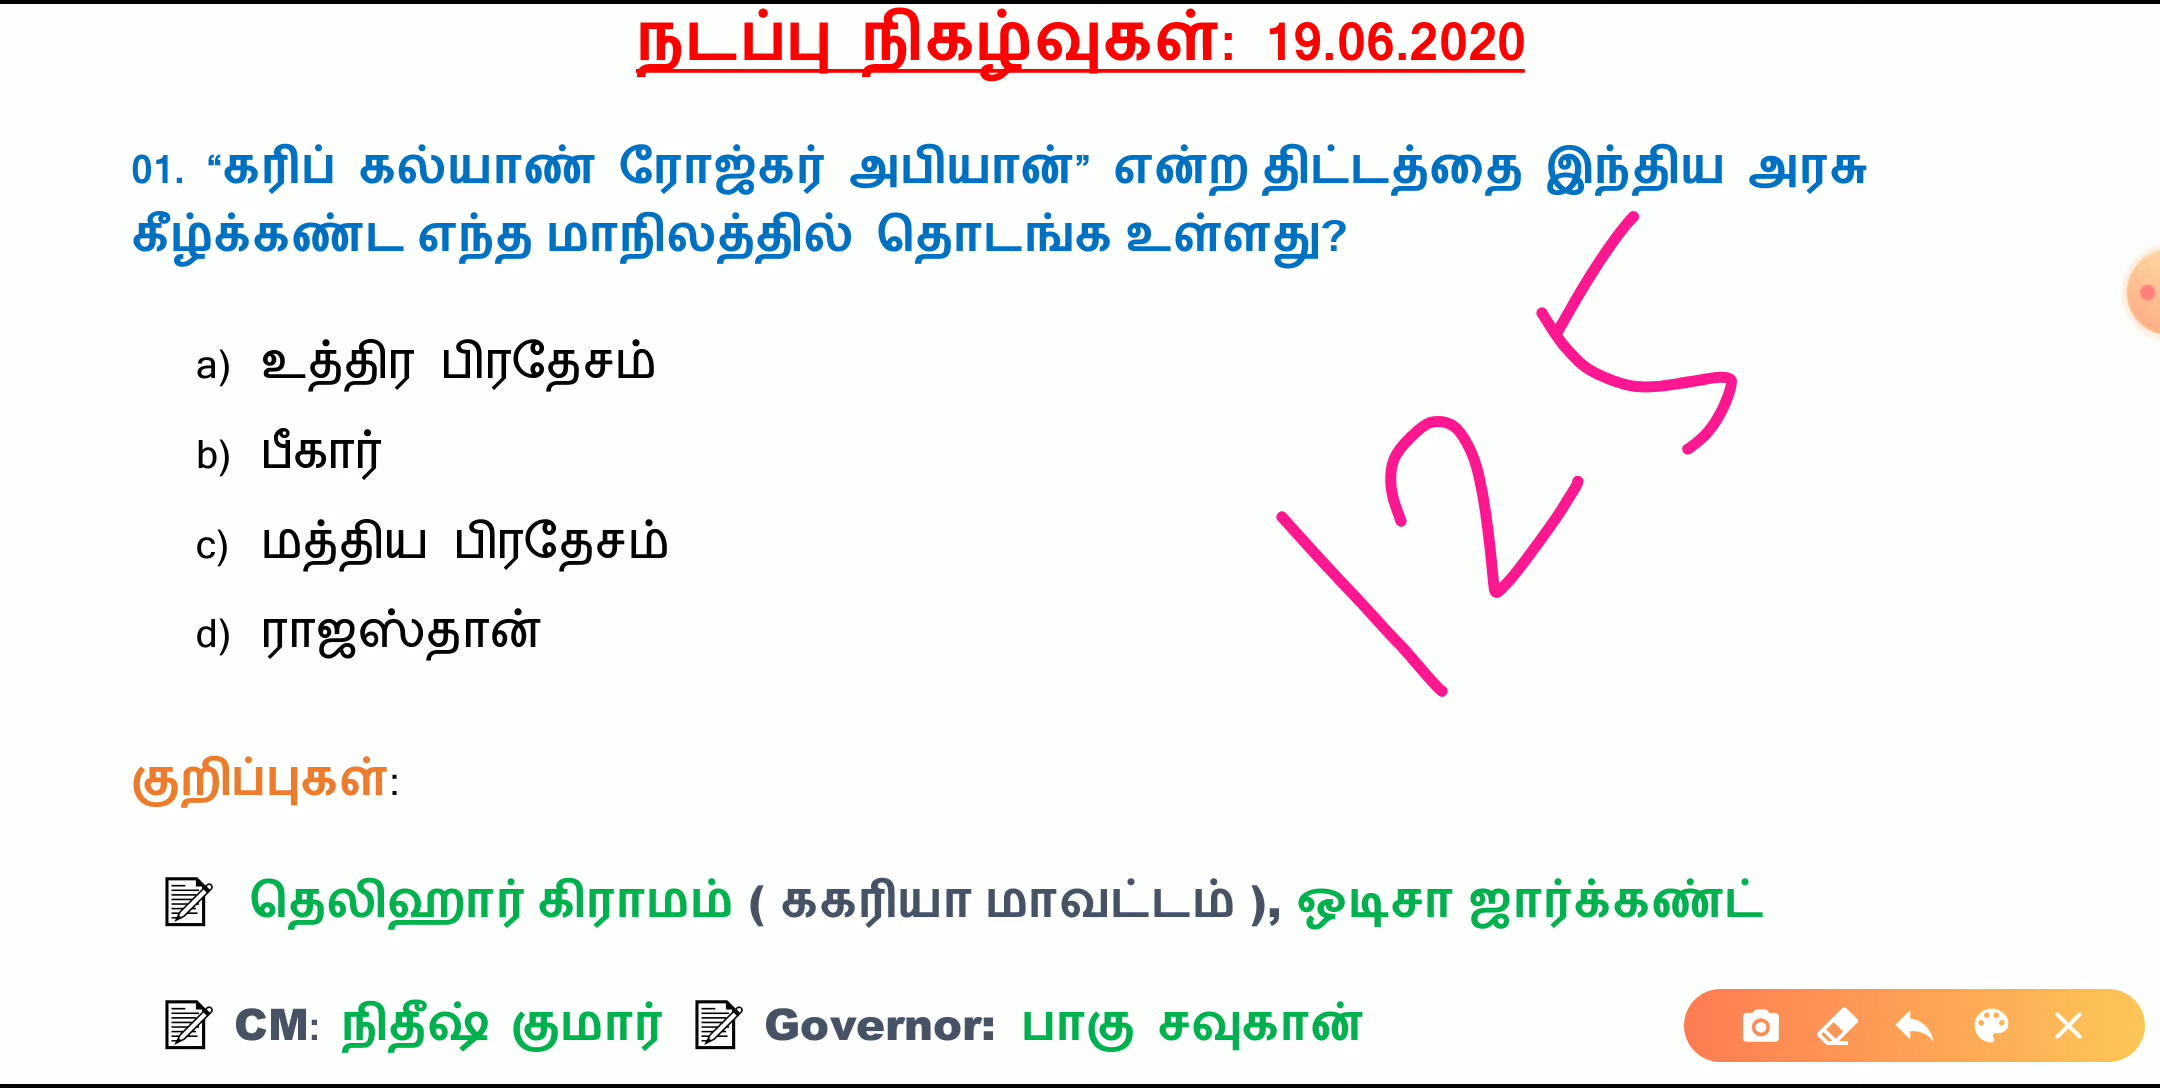 நடப்பு நிகழ்வுகள்: 19.06.2020
01. “கரிப் கல்யாண் ரோஜ்கர் அபியான்” என்ற திட்டத்தை இந்திய அரசு
கீழ்க்கண்ட எந்த மாநிலத்தில் தொடங்க உள்ளது?
a) உத்திர பிரதேசம்
b) பீகார்
c) மத்திய பிரதேசம்
d) ராஜஸ்தான்
125
குறிப்புகள்:
தெலிஹார் கிராமம் ( ககரியா மாவட்டம் ), ஒடிசா ஜார்க்கண்ட்
CM: நிதீஷ் குமார் Governor: பாகு சவுகான்